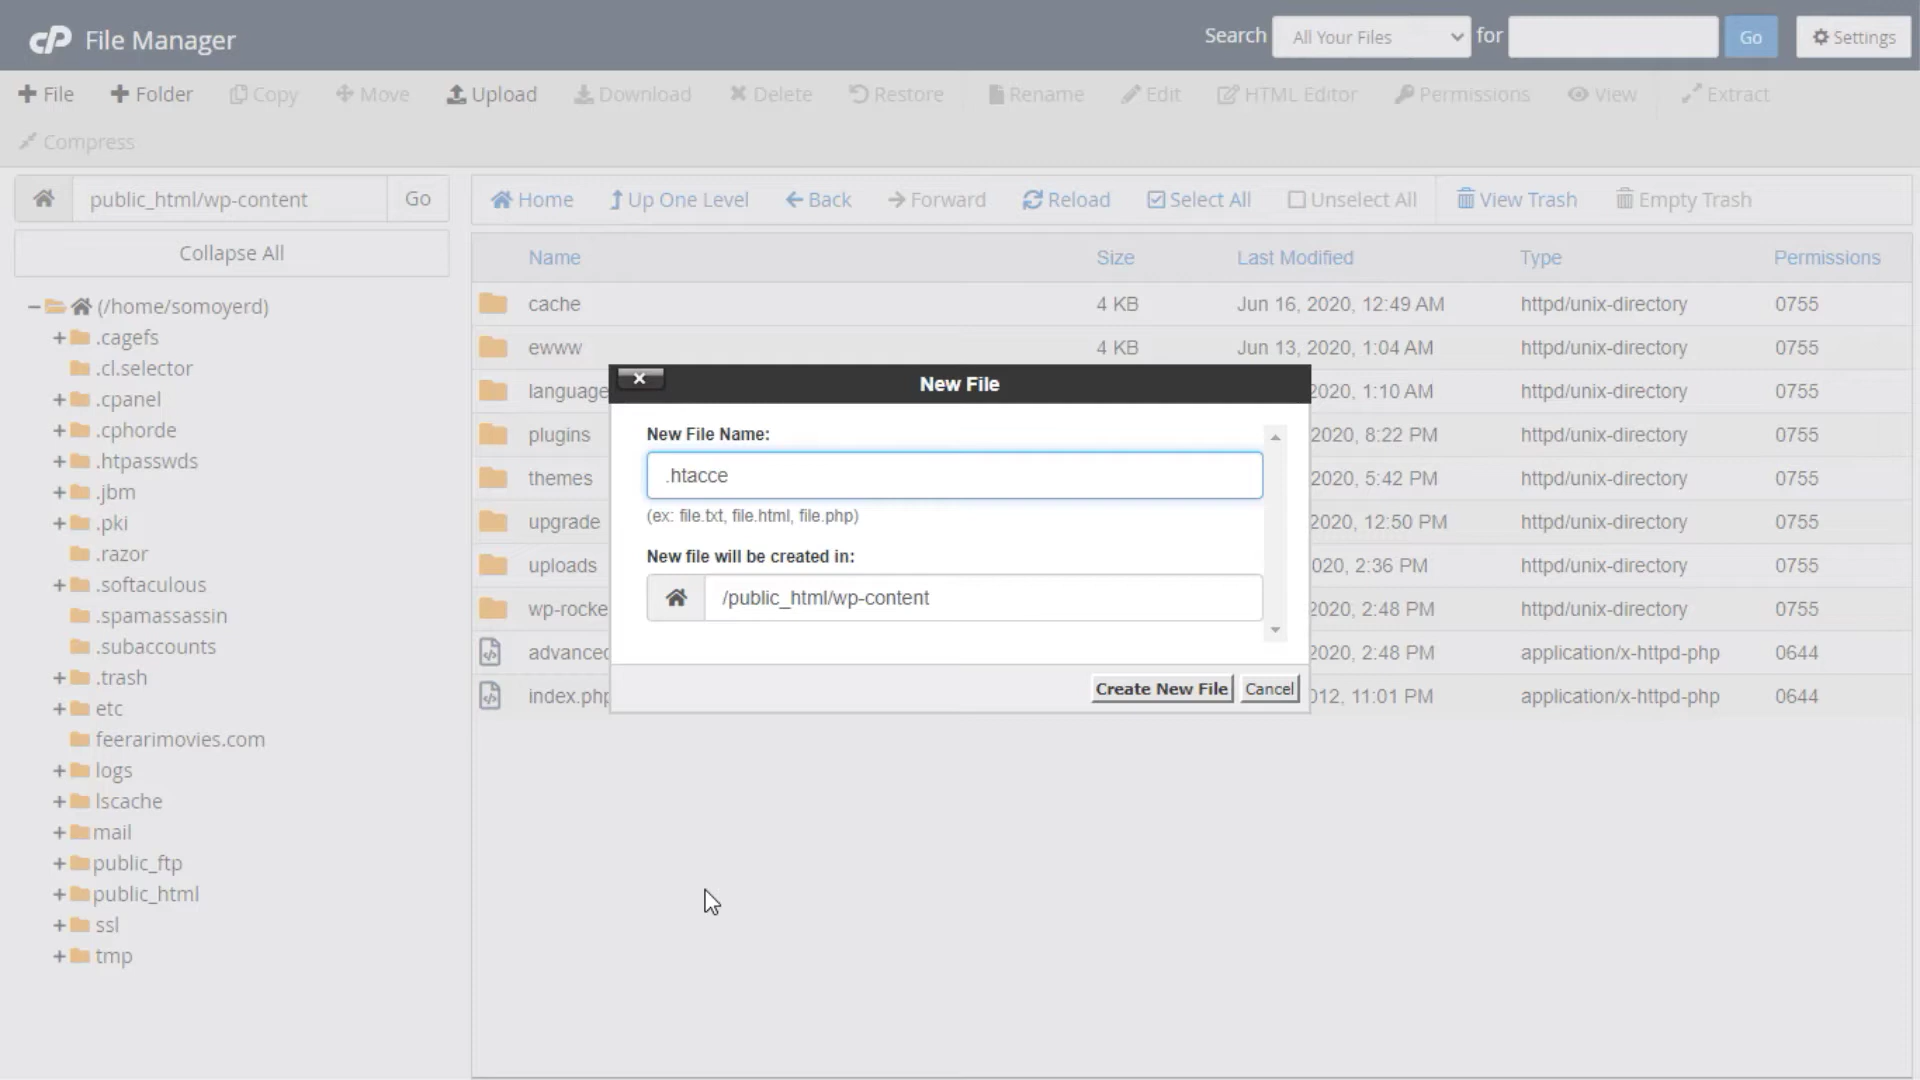 cP File Manager
Search All Your Files for Go Settings
File Folder Copy Move Upload Download Delete Restore Rename Edit HTML Editor Permissions View Extract
Compress
public_html/wp-content Go
Home Up One Level Back Forward Reload Select All Unselect All View Trash Empty Trash
Collapse All
(/home/somoyerd)
.cagefs
.cl.selector
.cpanel
.cphorde
.htpasswds
.jbm
.pki
.razor
.softaculous
.spamassassin
.subaccounts
.trash
etc
feerarimovies.com
logs
lscache
mail
public_ftp
public_html
ssl
tmp
Name Size Last Modified Type Permissions
cache 4 KB Jun 16, 2020, 12:49 AM httpd/unix-directory 0755
ewww 4 KB Jun 13, 2020, 1:04 AM httpd/unix-directory 0755
language 2020, 1:10 AM httpd/unix-directory 0755
plugins 2020, 8:22 PM httpd/unix-directory 0755
themes 2020, 5:42 PM httpd/unix-directory 0755
upgrade 2020, 12:50 PM httpd/unix-directory 0755
uploads 020, 2:36 PM httpd/unix-directory 0755
wp-rocke 2020, 2:48 PM httpd/unix-directory 0755
advanced 2020, 2:48 PM application/x-httpd-php 0644
index.php 012, 11:01 PM application/x-httpd-php 0644
New File
New File Name:
.htacce
(ex: file.txt, file.html, file.php)
New file will be created in:
/public_html/wp-content
Create New File Cancel